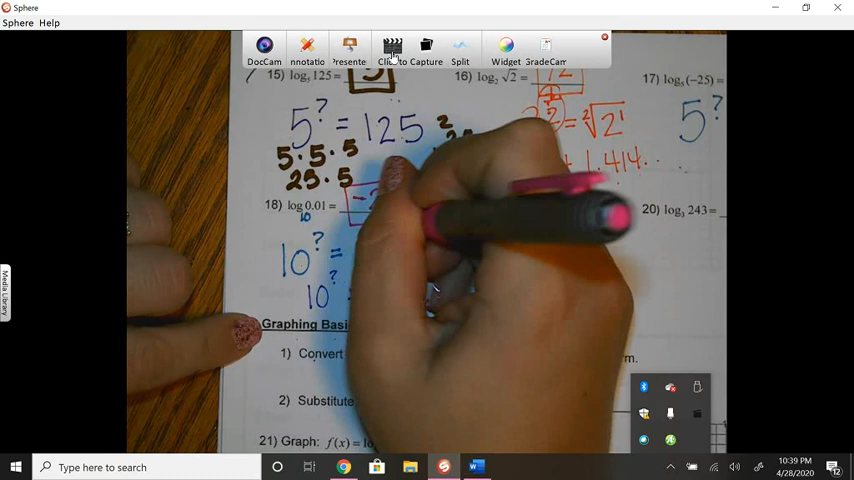 Sphere
Sphere Help
DocCam
nnotatio
Presente
Capture
Split
Widget
GradeCam
15) log₅ 125 =
16) log₂ √2 =
17) log₅(−25) =
5^? = 125
5 · 5 · 5
25 · 5
= ²√2¹
1.414...
5^?
18) log 0.01 =
10
20) log₃ 243 =
10^? =
10^?
Graphing Basi
1) Convert
rm.
2) Substitute
21) Graph: f(x) =
Media Library
Type here to search
10:39 PM
4/28/2020
12